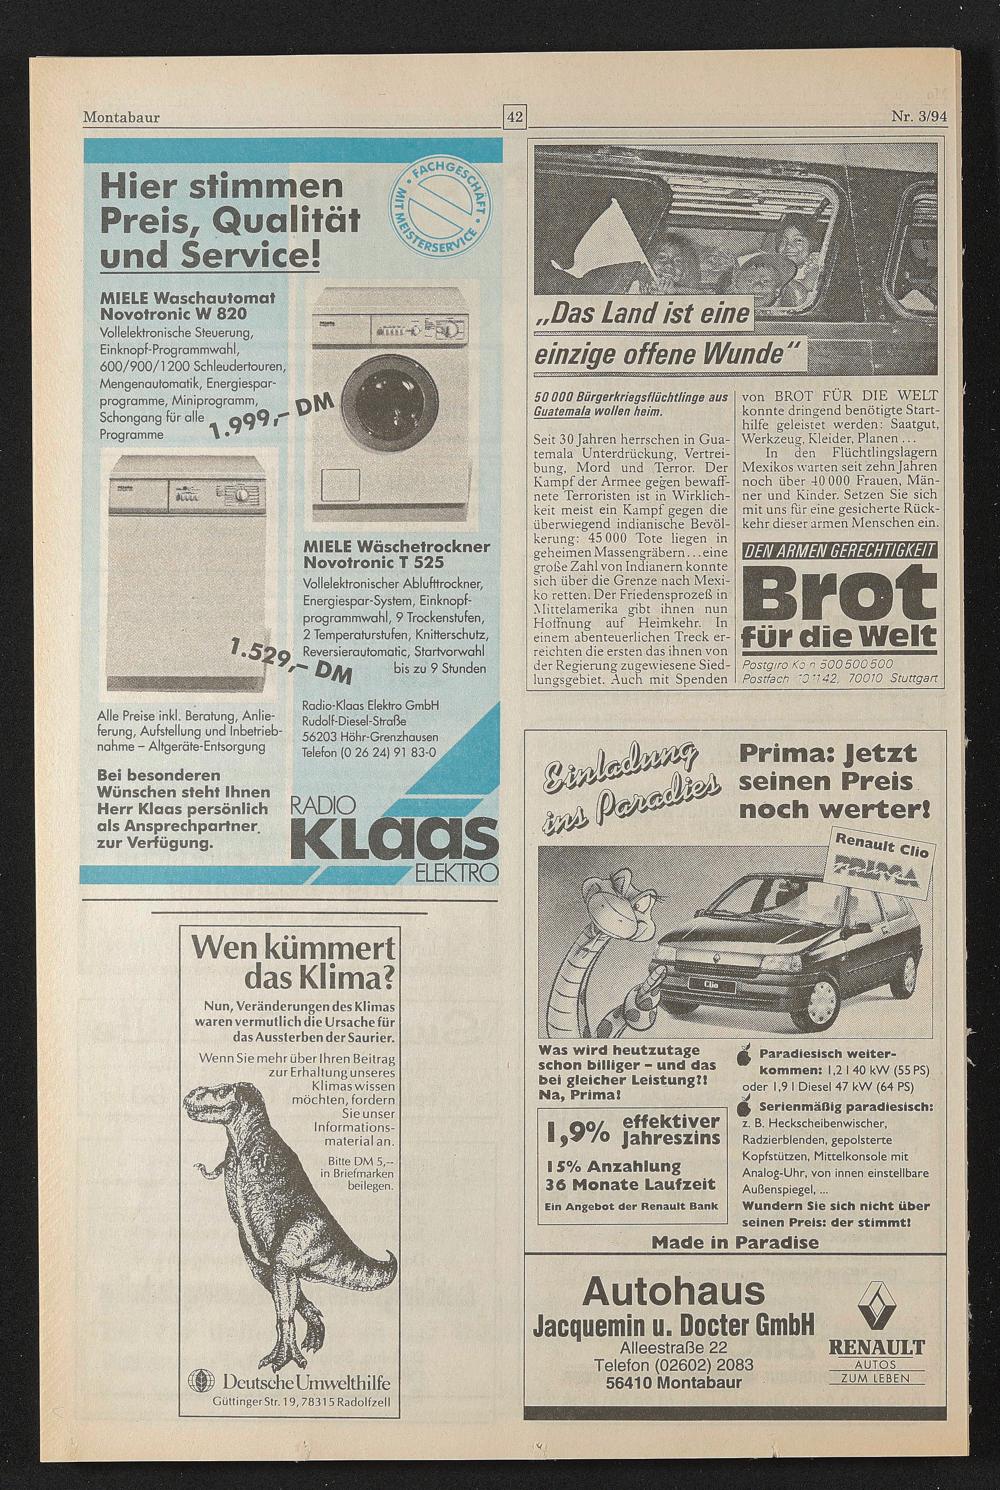 Montabaur
42
Nr. 3/94
Hier stimmen
Preis, Qualität
und Service!
• FACHGESCHÄFT •
MIT MEISTERSERVICE
MIELE Waschautomat
Novotronic W 820
Vollelektronische Steuerung,
Einknopf-Programmwahl,
600/900/1200 Schleudertouren,
Mengenautomatik, Energiespar-
programme, Miniprogramm,
Schongang für alle
Programme
1.999,– DM
MIELE Wäschetrockner
Novotronic T 525
Vollelektronischer Ablufttrockner,
Energiespar-System, Einknopf-
programmwahl, 9 Trockenstufen,
2 Temperaturstufen, Knitterschutz,
Reversierautomatic, Startvorwahl
bis zu 9 Stunden
1.529,– DM
Alle Preise inkl. Beratung, Anlie-
ferung, Aufstellung und Inbetrieb-
nahme – Altgeräte-Entsorgung
Radio-Klaas Elektro GmbH
Rudolf-Diesel-Straße
56203 Höhr-Grenzhausen
Telefon (0 26 24) 91 83-0
Bei besonderen
Wünschen steht Ihnen
Herr Klaas persönlich
als Ansprechpartner
zur Verfügung.
RADIO
KLaas
ELEKTRO
Wen kümmert
das Klima?
Nun, Veränderungen des Klimas
waren vermutlich die Ursache für
das Aussterben der Saurier.
Wenn Sie mehr über Ihren Beitrag
zur Erhaltung unseres
Klimas wissen
möchten, fordern
Sie unser
Informations-
material an.
Bitte DM 5,--
in Briefmarken
beilegen.
Deutsche Umwelthilfe
Güttinger Str. 19, 78315 Radolfzell
„Das Land ist eine
einzige offene Wunde“
50 000 Bürgerkriegsflüchtlinge aus
Guatemala wollen heim.
Seit 30 Jahren herrschen in Gua-
temala Unterdrückung, Vertrei-
bung, Mord und Terror. Der
Kampf der Armee gegen bewaff-
nete Terroristen ist in Wirklich-
keit meist ein Kampf gegen die
überwiegend indianische Bevöl-
kerung: 45 000 Tote liegen in
geheimen Massengräbern ... eine
große Zahl von Indianern konnte
sich über die Grenze nach Mexi-
ko retten. Der Friedensprozeß in
Mittelamerika gibt ihnen nun
Hoffnung auf Heimkehr. In
einem abenteuerlichen Treck er-
reichten die ersten das ihnen von
der Regierung zugewiesene Sied-
lungsgebiet. Auch mit Spenden
von BROT FÜR DIE WELT
konnte dringend benötigte Start-
hilfe geleistet werden: Saatgut,
Werkzeug, Kleider, Planen ...
In den Flüchtlingslagern
Mexikos warten seit zehn Jahren
noch über 40 000 Frauen, Män-
ner und Kinder. Setzen Sie sich
mit uns für eine gesicherte Rück-
kehr dieser armen Menschen ein.
DEN ARMEN GERECHTIGKEIT
Brot
für die Welt
Postgiro Köln 500 500 500
Postfach 10 11 42, 70010 Stuttgart
Einladung
ins Paradies
Prima: Jetzt
seinen Preis
noch werter!
Renault Clio
PRIMA
Clio
Was wird heutzutage
schon billiger – und das
bei gleicher Leistung?!
Na, Prima!
1,9% effektiver
Jahreszins
15% Anzahlung
36 Monate Laufzeit
Ein Angebot der Renault Bank
Paradiesisch weiter-
kommen: 1,2 l 40 kW (55 PS)
oder 1,9 l Diesel 47 kW (64 PS)
Serienmäßig paradiesisch:
z. B. Heckscheibenwischer,
Radzierblenden, gepolsterte
Kopfstützen, Mittelkonsole mit
Analog-Uhr, von innen einstellbare
Außenspiegel, ...
Wundern Sie sich nicht über
seinen Preis: der stimmt!
Made in Paradise
Autohaus
Jacquemin u. Docter GmbH
Alleestraße 22
Telefon (02602) 2083
56410 Montabaur
RENAULT
AUTOS
ZUM LEBEN